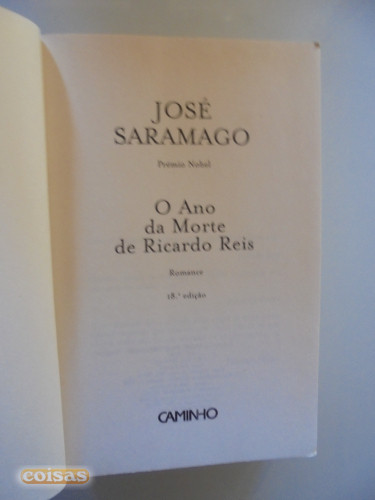 JOSÉ
SARAMAGO
Prémio Nobel
O Ano
da Morte
de Ricardo Reis
Romance
18.ª edição
CAMINHO
coisas